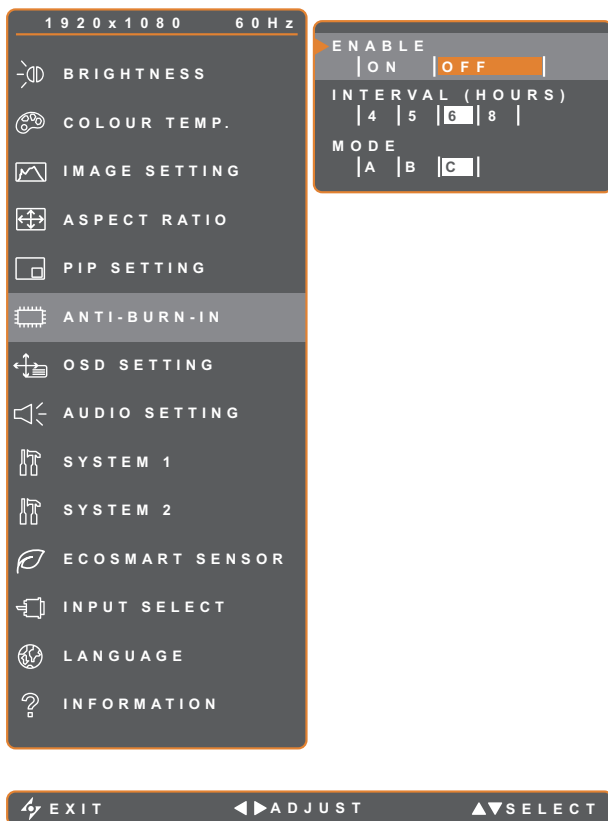 1920x1080 60Hz
BRIGHTNESS
COLOUR TEMP.
IMAGE SETTING
ASPECT RATIO
PIP SETTING
ANTI-BURN-IN
OSD SETTING
AUDIO SETTING
SYSTEM 1
SYSTEM 2
ECOSMART SENSOR
INPUT SELECT
LANGUAGE
INFORMATION
ENABLE
ON OFF
INTERVAL (HOURS)
4 5 6 8
MODE
A B C
EXIT ADJUST SELECT